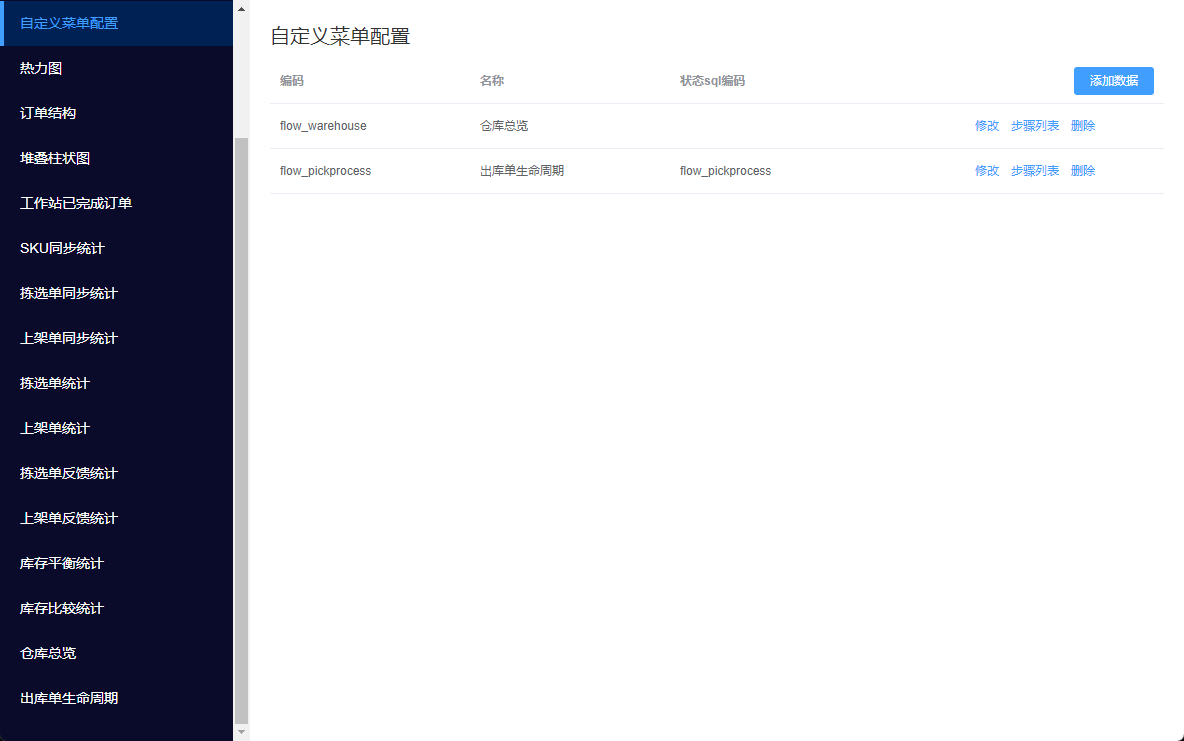 自定义菜单配置
热力图
订单结构
堆叠柱状图
工作站已完成订单
SKU同步统计
拣选单同步统计
上架单同步统计
拣选单统计
上架单统计
拣选单反馈统计
上架单反馈统计
库存平衡统计
库存比较统计
仓库总览
出库单生命周期
自定义菜单配置
编码 名称 状态sql编码 添加数据
flow_warehouse 仓库总览 修改 步骤列表 删除
flow_pickprocess 出库单生命周期 flow_pickprocess 修改 步骤列表 删除